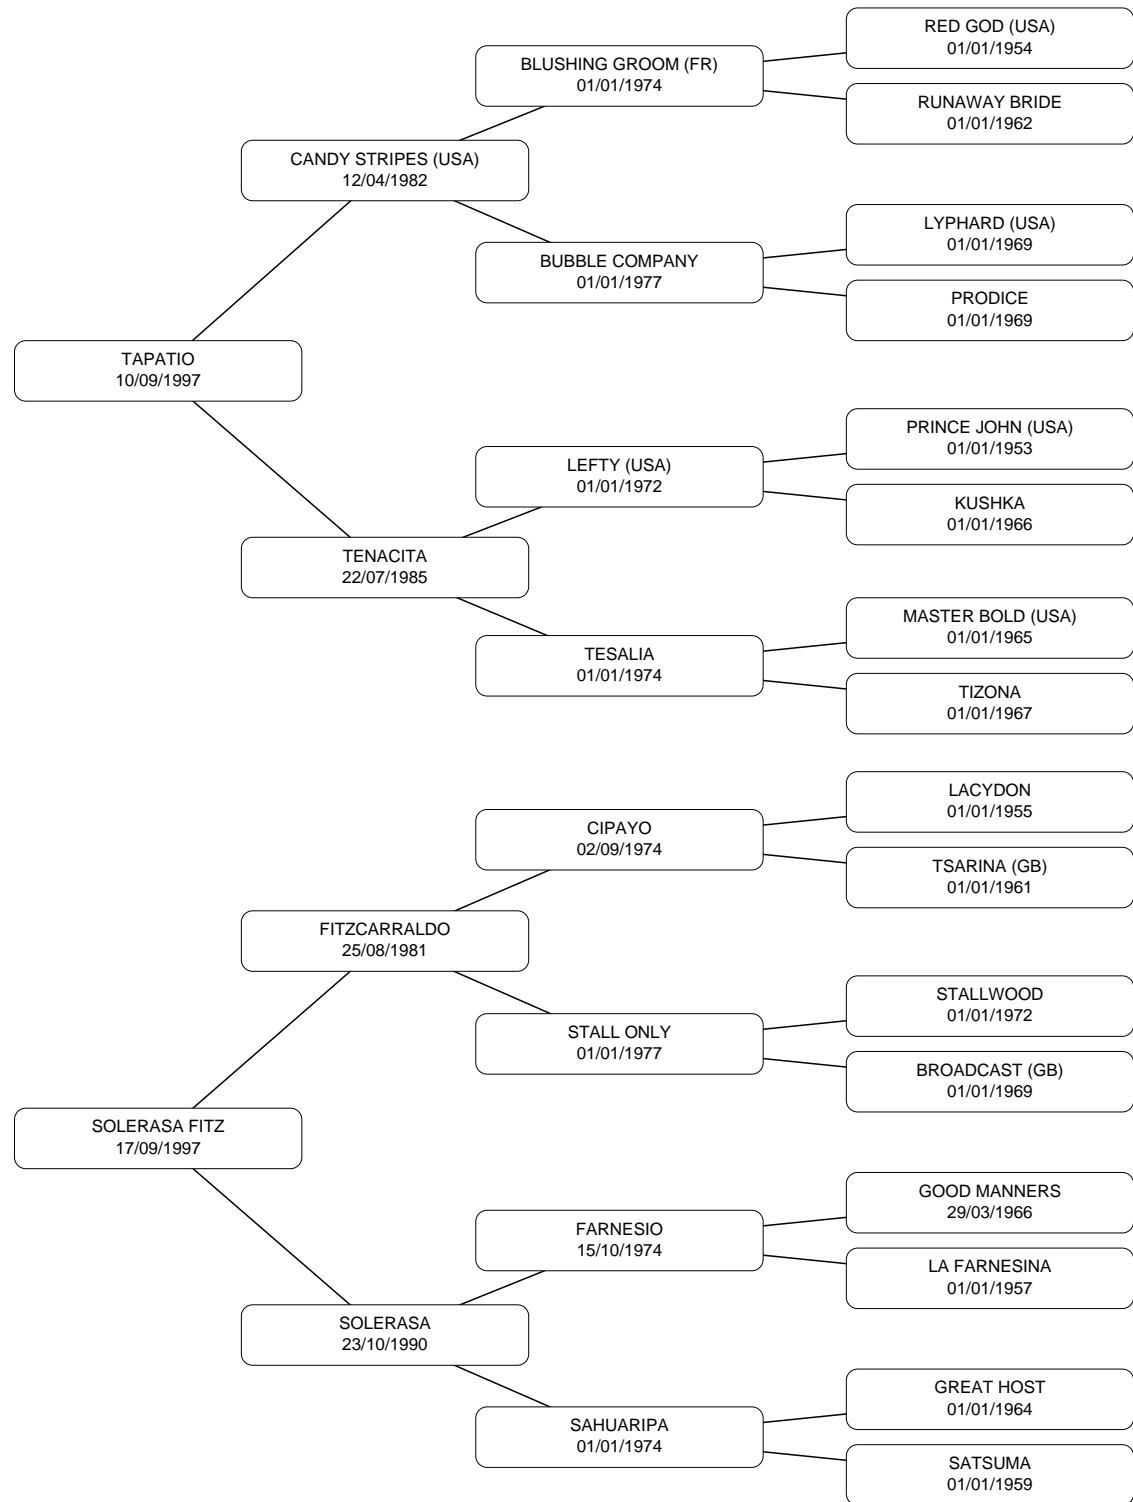 RED GOD (USA)
01/01/1954
BLUSHING GROOM (FR)
01/01/1974
RUNAWAY BRIDE
01/01/1962
CANDY STRIPES (USA)
12/04/1982
LYPHARD (USA)
01/01/1969
BUBBLE COMPANY
01/01/1977
PRODICE
01/01/1969
TAPATIO
10/09/1997
PRINCE JOHN (USA)
01/01/1953
LEFTY (USA)
01/01/1972
KUSHKA
01/01/1966
TENACITA
22/07/1985
MASTER BOLD (USA)
01/01/1965
TESALIA
01/01/1974
TIZONA
01/01/1967
LACYDON
01/01/1955
CIPAYO
02/09/1974
TSARINA (GB)
01/01/1961
FITZCARRALDO
25/08/1981
STALLWOOD
01/01/1972
STALL ONLY
01/01/1977
BROADCAST (GB)
01/01/1969
SOLERASA FITZ
17/09/1997
GOOD MANNERS
29/03/1966
FARNESIO
15/10/1974
LA FARNESINA
01/01/1957
SOLERASA
23/10/1990
GREAT HOST
01/01/1964
SAHUARIPA
01/01/1974
SATSUMA
01/01/1959